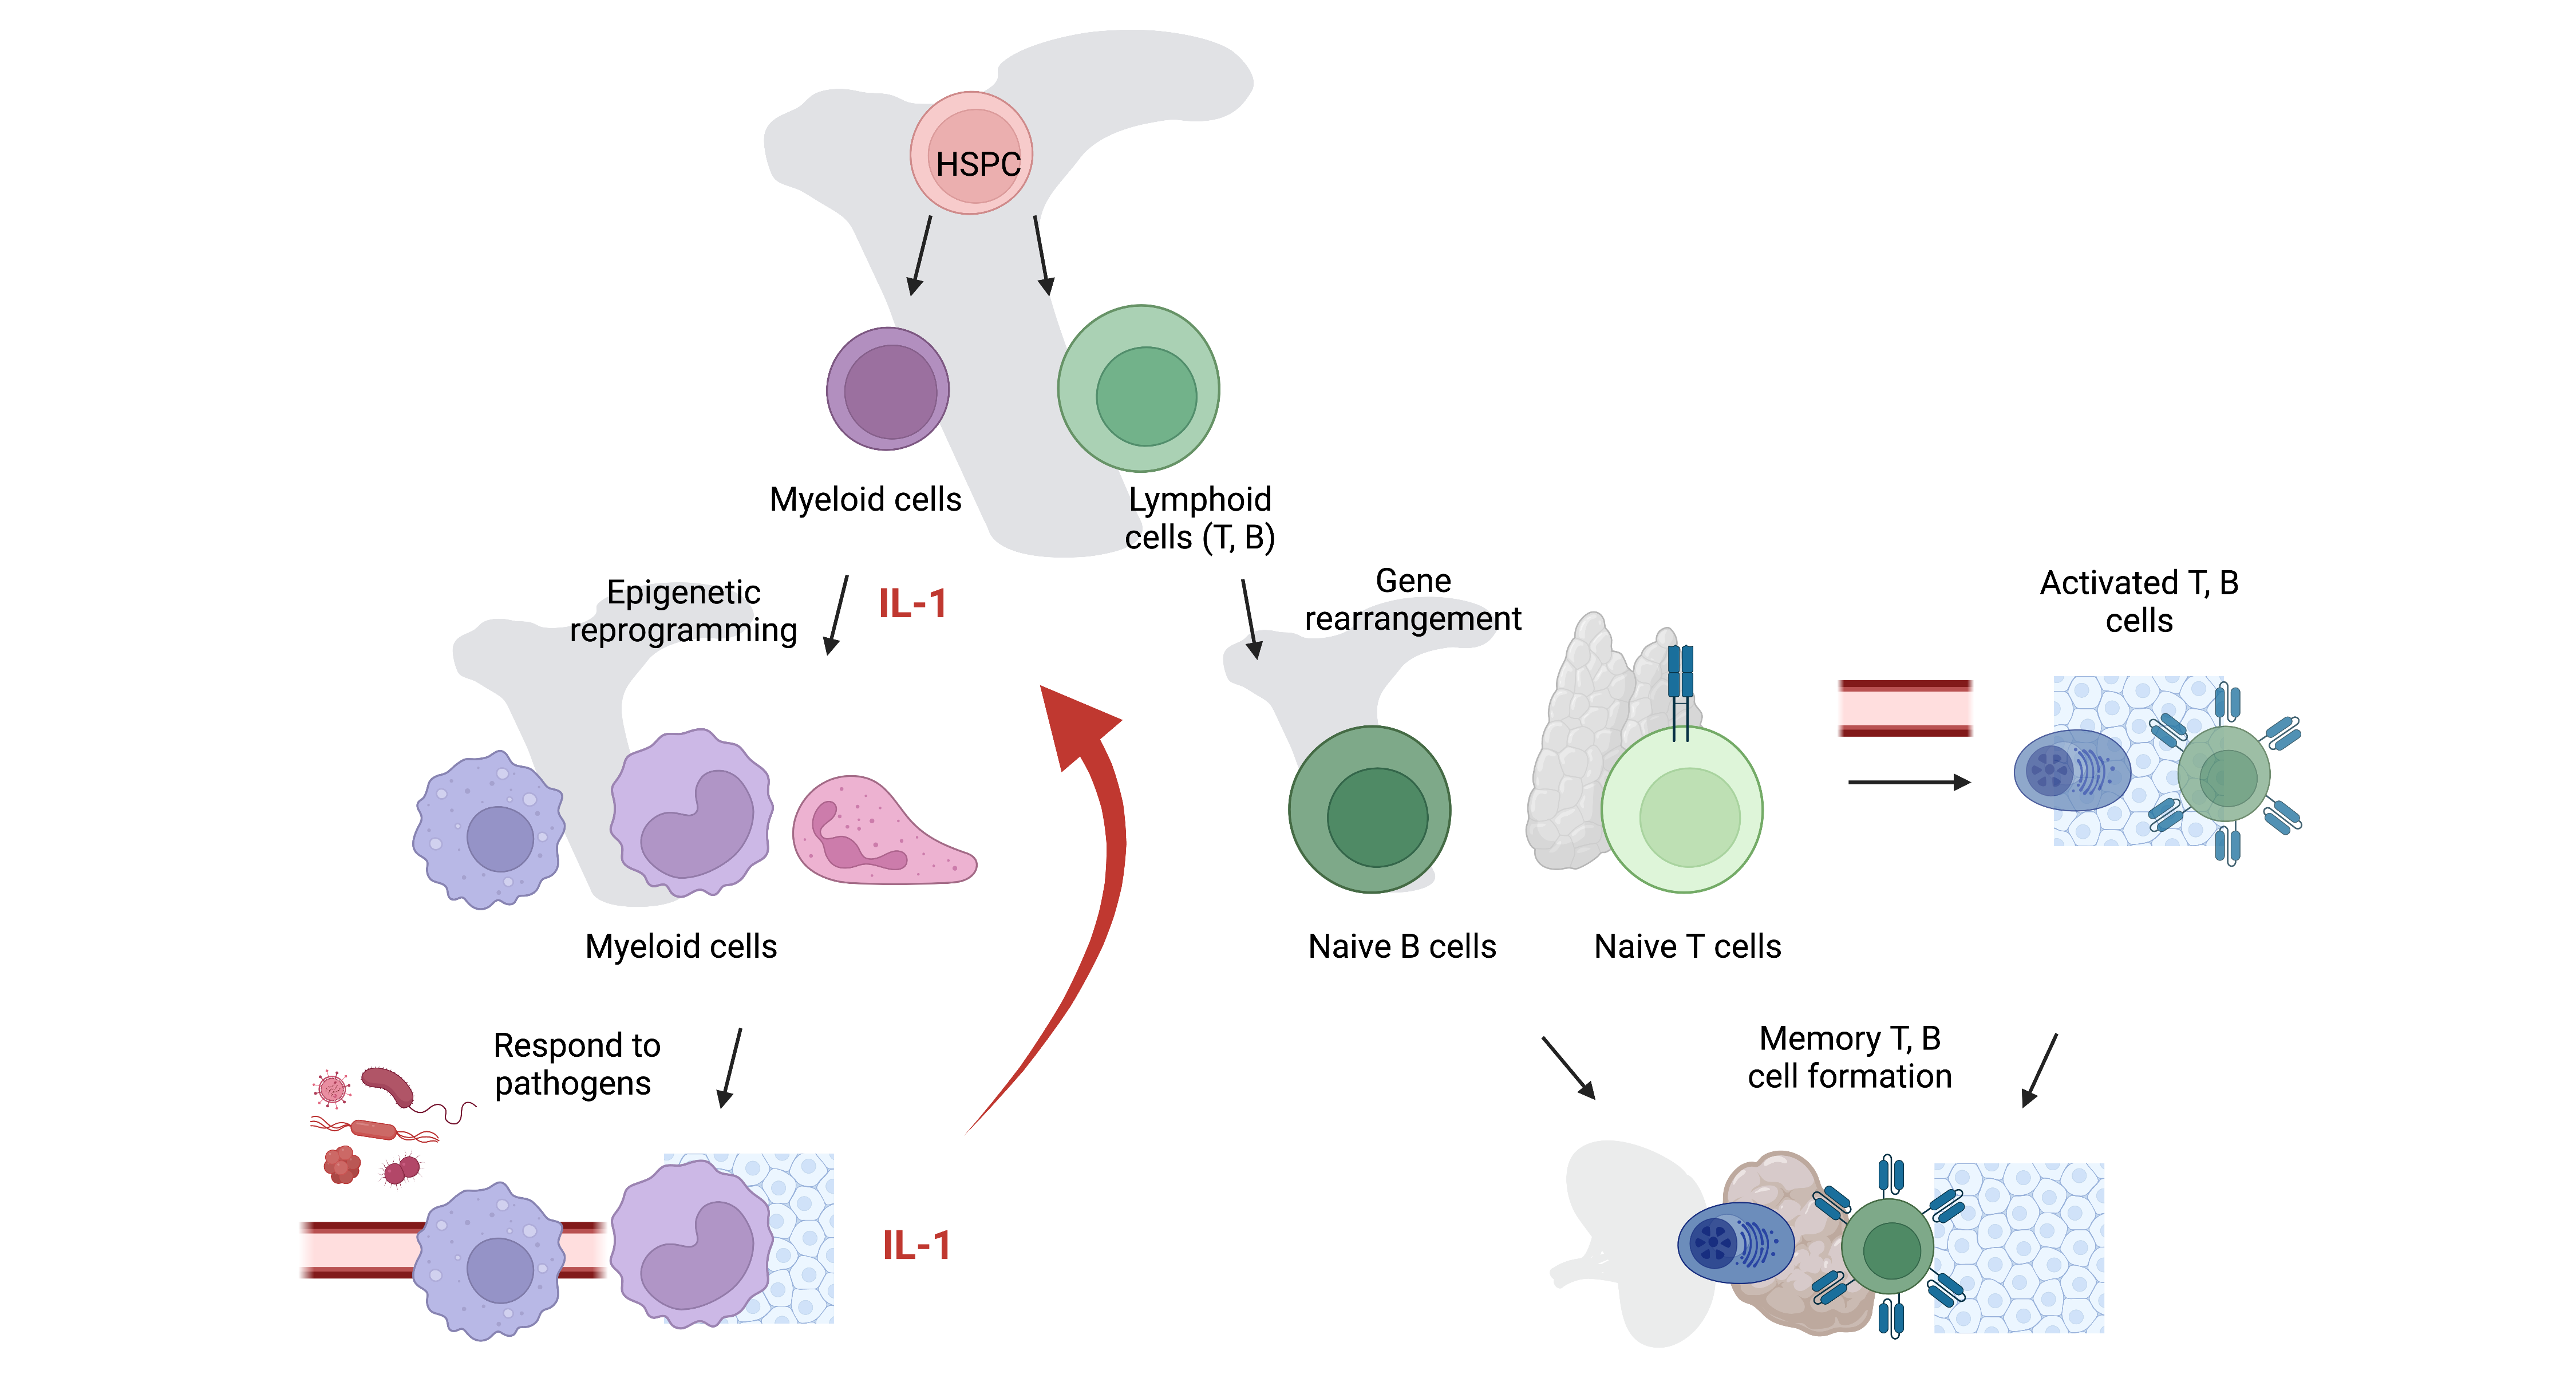 HSPC
Myeloid cells
Lymphoid
cells (T, B)
Epigenetic
reprogramming
IL-1
Gene
rearrangement
Activated T, B
cells
Myeloid cells
Naive B cells
Naive T cells
Respond to
pathogens
Memory T, B
cell formation
IL-1